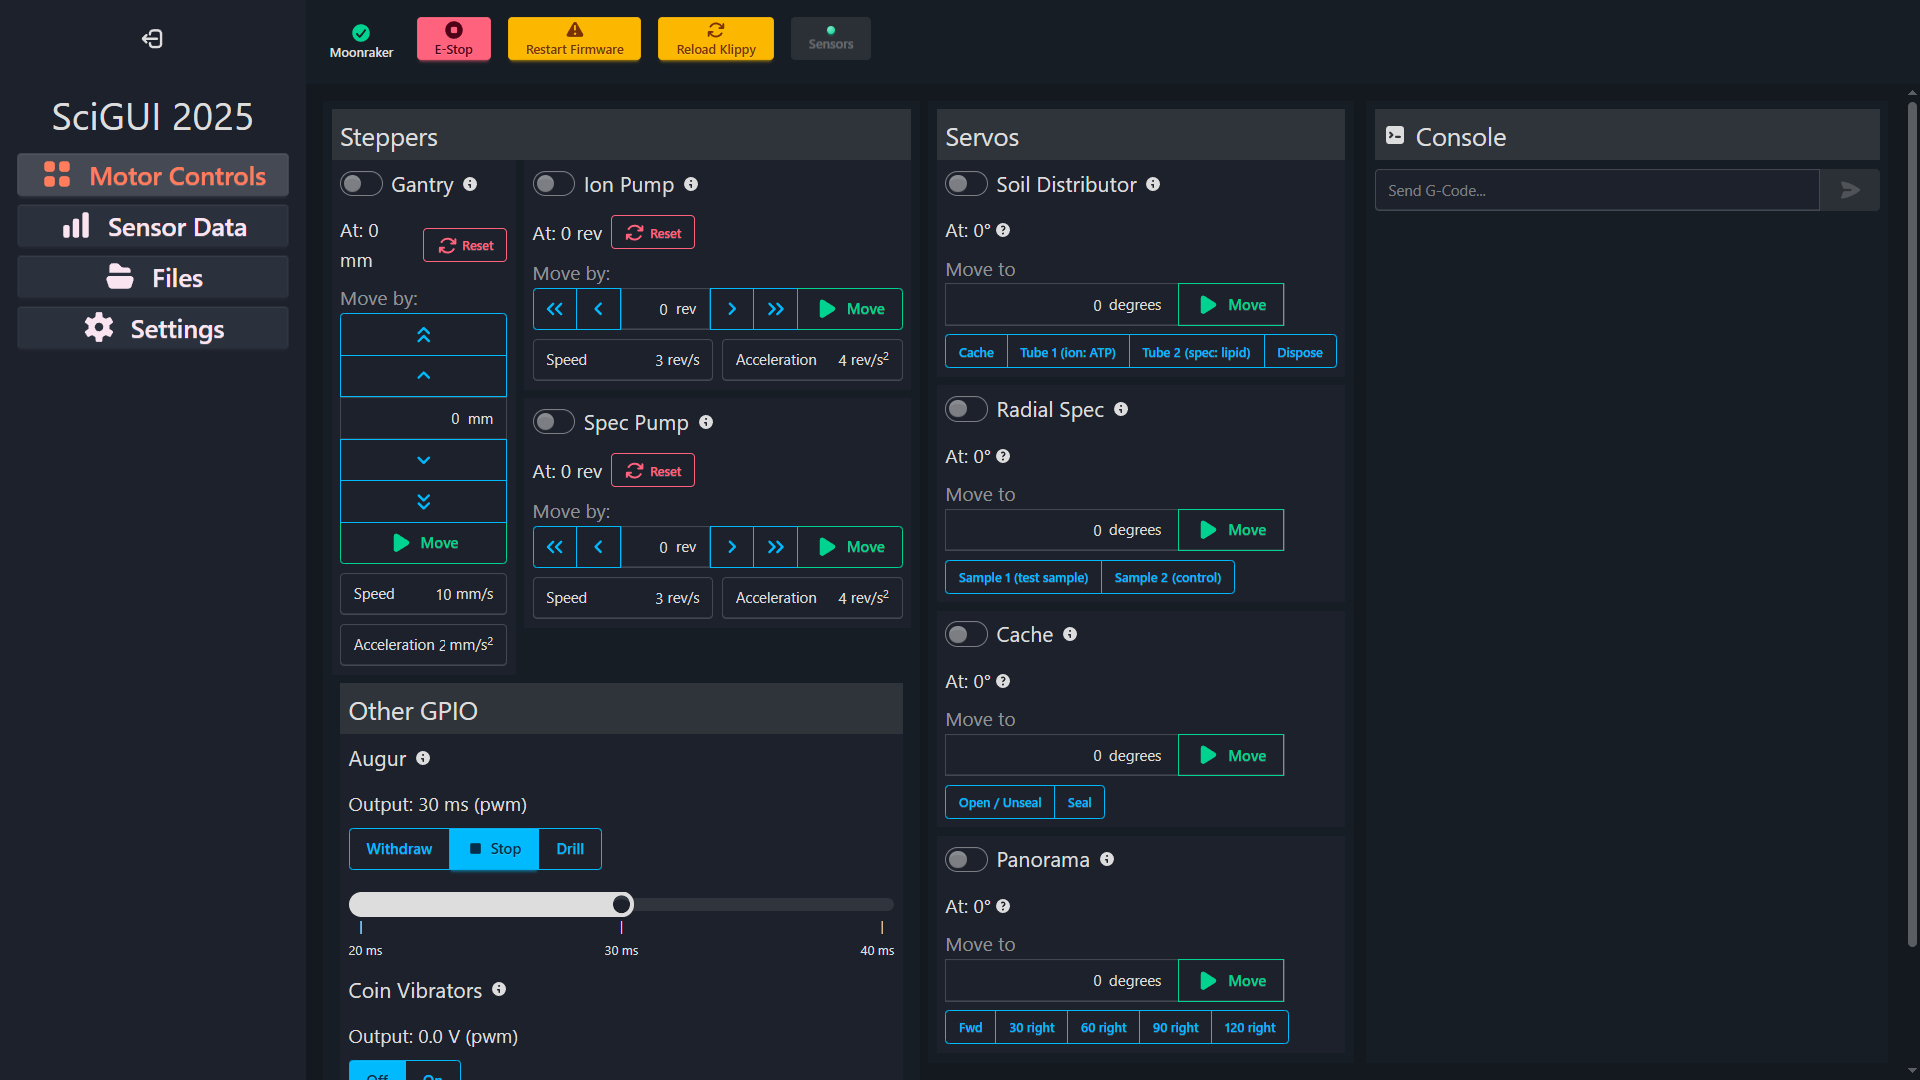 Moonraker
E-Stop
Restart Firmware
Reload Klippy
Sensors
SciGUI 2025
Motor Controls
Sensor Data
Files
Settings
Steppers
Gantry
At: 0 mm
Reset
Move by:
0 mm
Move
Speed 10 mm/s
Acceleration 2 mm/s²
Ion Pump
At: 0 rev
Reset
Move by:
0 rev
Move
Speed 3 rev/s
Acceleration 4 rev/s²
Spec Pump
At: 0 rev
Reset
Move by:
0 rev
Move
Speed 3 rev/s
Acceleration 4 rev/s²
Other GPIO
Augur
Output: 30 ms (pwm)
Withdraw
Stop
Drill
20 ms
30 ms
40 ms
Coin Vibrators
Output: 0.0 V (pwm)
Off
On
Servos
Soil Distributor
At: 0°
Move to
0 degrees
Move
Cache
Tube 1 (ion: ATP)
Tube 2 (spec: lipid)
Dispose
Radial Spec
At: 0°
Move to
0 degrees
Move
Sample 1 (test sample)
Sample 2 (control)
Cache
At: 0°
Move to
0 degrees
Move
Open / Unseal
Seal
Panorama
At: 0°
Move to
0 degrees
Move
Fwd
30 right
60 right
90 right
120 right
Console
Send G-Code...